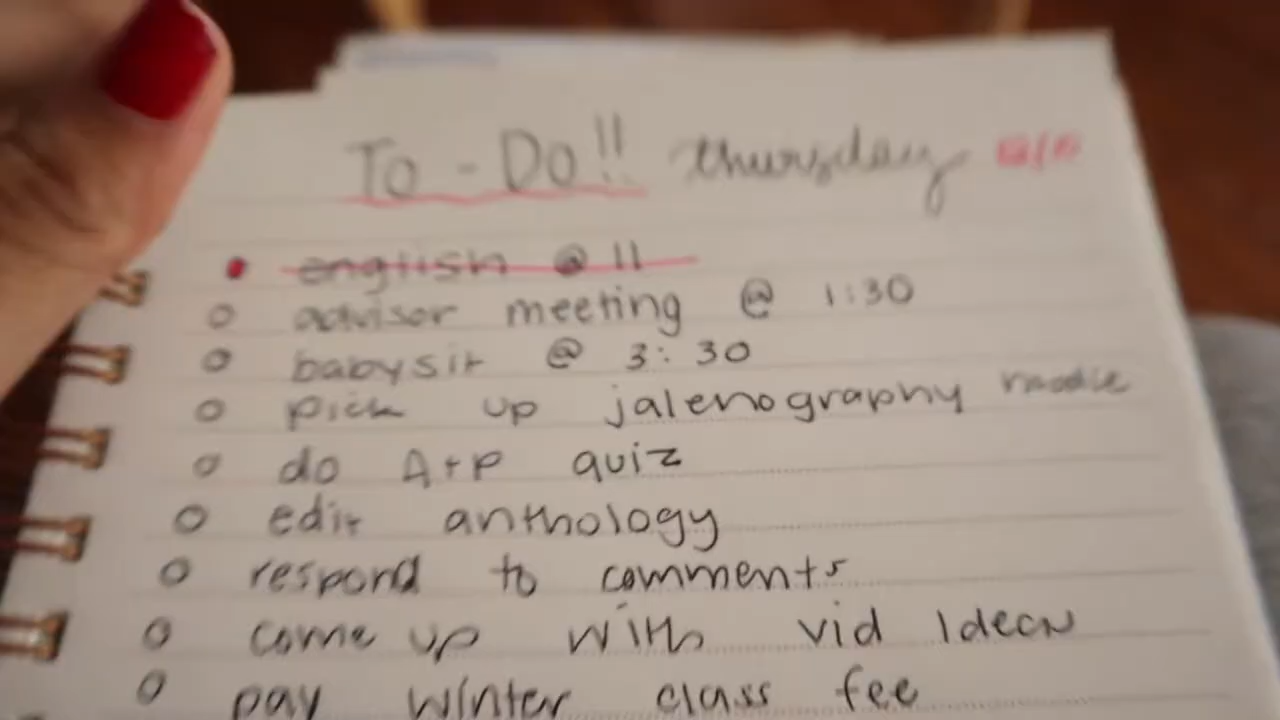 To-Do!! thursday
english @ 11
advisor meeting @ 1:30
babysit @ 3:30
pick up jalenography
do A+P quiz
edit anthology
respond to comments
come up with vid ideas
pay winter class fee